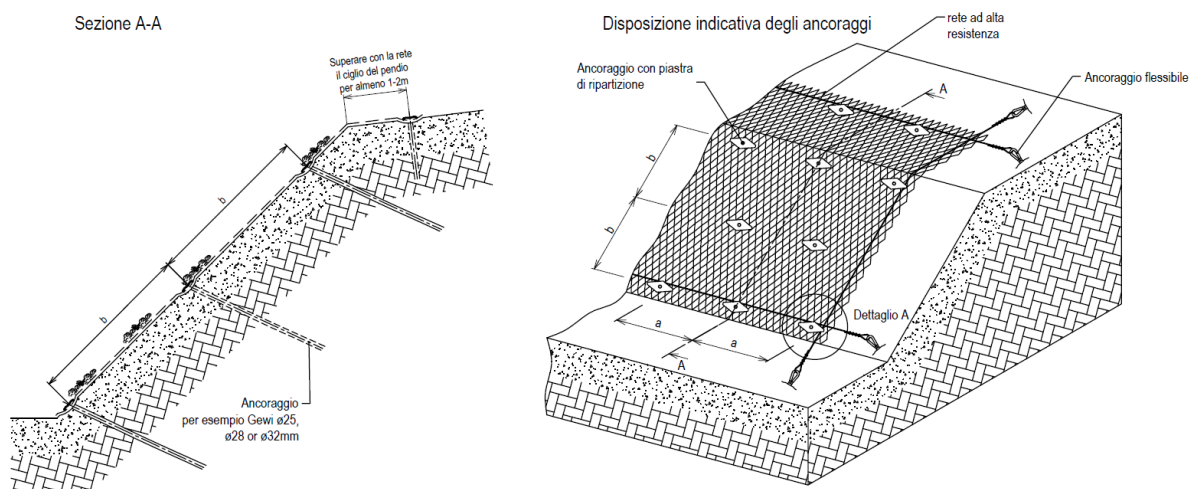 Sezione A-A
Superare con la rete
il ciglio del pendio
per almeno 1-2m
b
b
Ancoraggio
per esempio Gewi ø25,
ø28 or ø32mm
Disposizione indicativa degli ancoraggi
rete ad alta
resistenza
Ancoraggio con piastra
di ripartizione
A
Ancoraggio flessibile
b
b
Dettaglio A
a
a
A